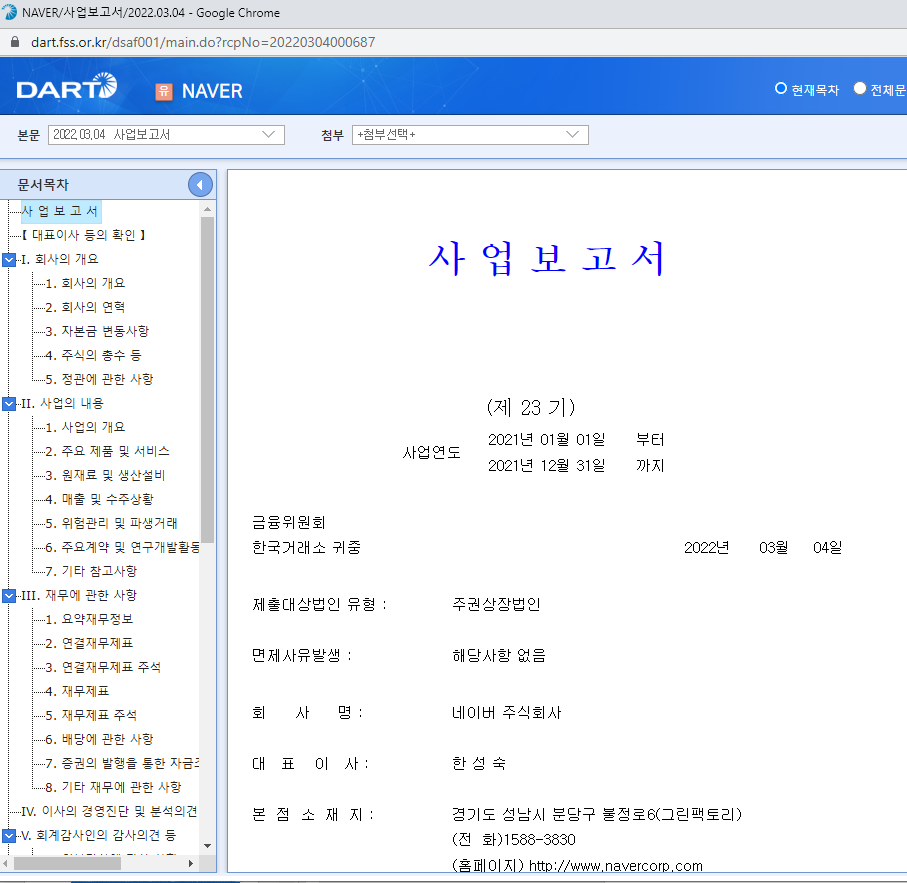 NAVER/사업보고서/2022.03.04 - Google Chrome
dart.fss.or.kr/dsaf001/main.do?rcpNo=20220304000687
DART 유 NAVER 현재목차 전체문
본문 2022.03.04 사업보고서 첨부 +첨부선택+
문서목차
사 업 보 고 서
【 대표이사 등의 확인 】
I. 회사의 개요
1. 회사의 개요
2. 회사의 연혁
3. 자본금 변동사항
4. 주식의 총수 등
5. 정관에 관한 사항
II. 사업의 내용
1. 사업의 개요
2. 주요 제품 및 서비스
3. 원재료 및 생산설비
4. 매출 및 수주상황
5. 위험관리 및 파생거래
6. 주요계약 및 연구개발활동
7. 기타 참고사항
III. 재무에 관한 사항
1. 요약재무정보
2. 연결재무제표
3. 연결재무제표 주석
4. 재무제표
5. 재무제표 주석
6. 배당에 관한 사항
7. 증권의 발행을 통한 자금
8. 기타 재무에 관한 사항
IV. 이사의 경영진단 및 분석의견
V. 회계감사인의 감사의견 등
사 업 보 고 서
(제 23 기)
사업연도
2021년 01월 01일 부터
2021년 12월 31일 까지
금융위원회
한국거래소 귀중 2022년 03월 04일
제출대상법인 유형 : 주권상장법인
면제사유발생 : 해당사항 없음
회 사 명 : 네이버 주식회사
대 표 이 사 : 한 성 숙
본 점 소 재 지 : 경기도 성남시 분당구 불정로6(그린팩토리)
(전 화)1588-3830
(홈페이지) http://www.navercorp.com